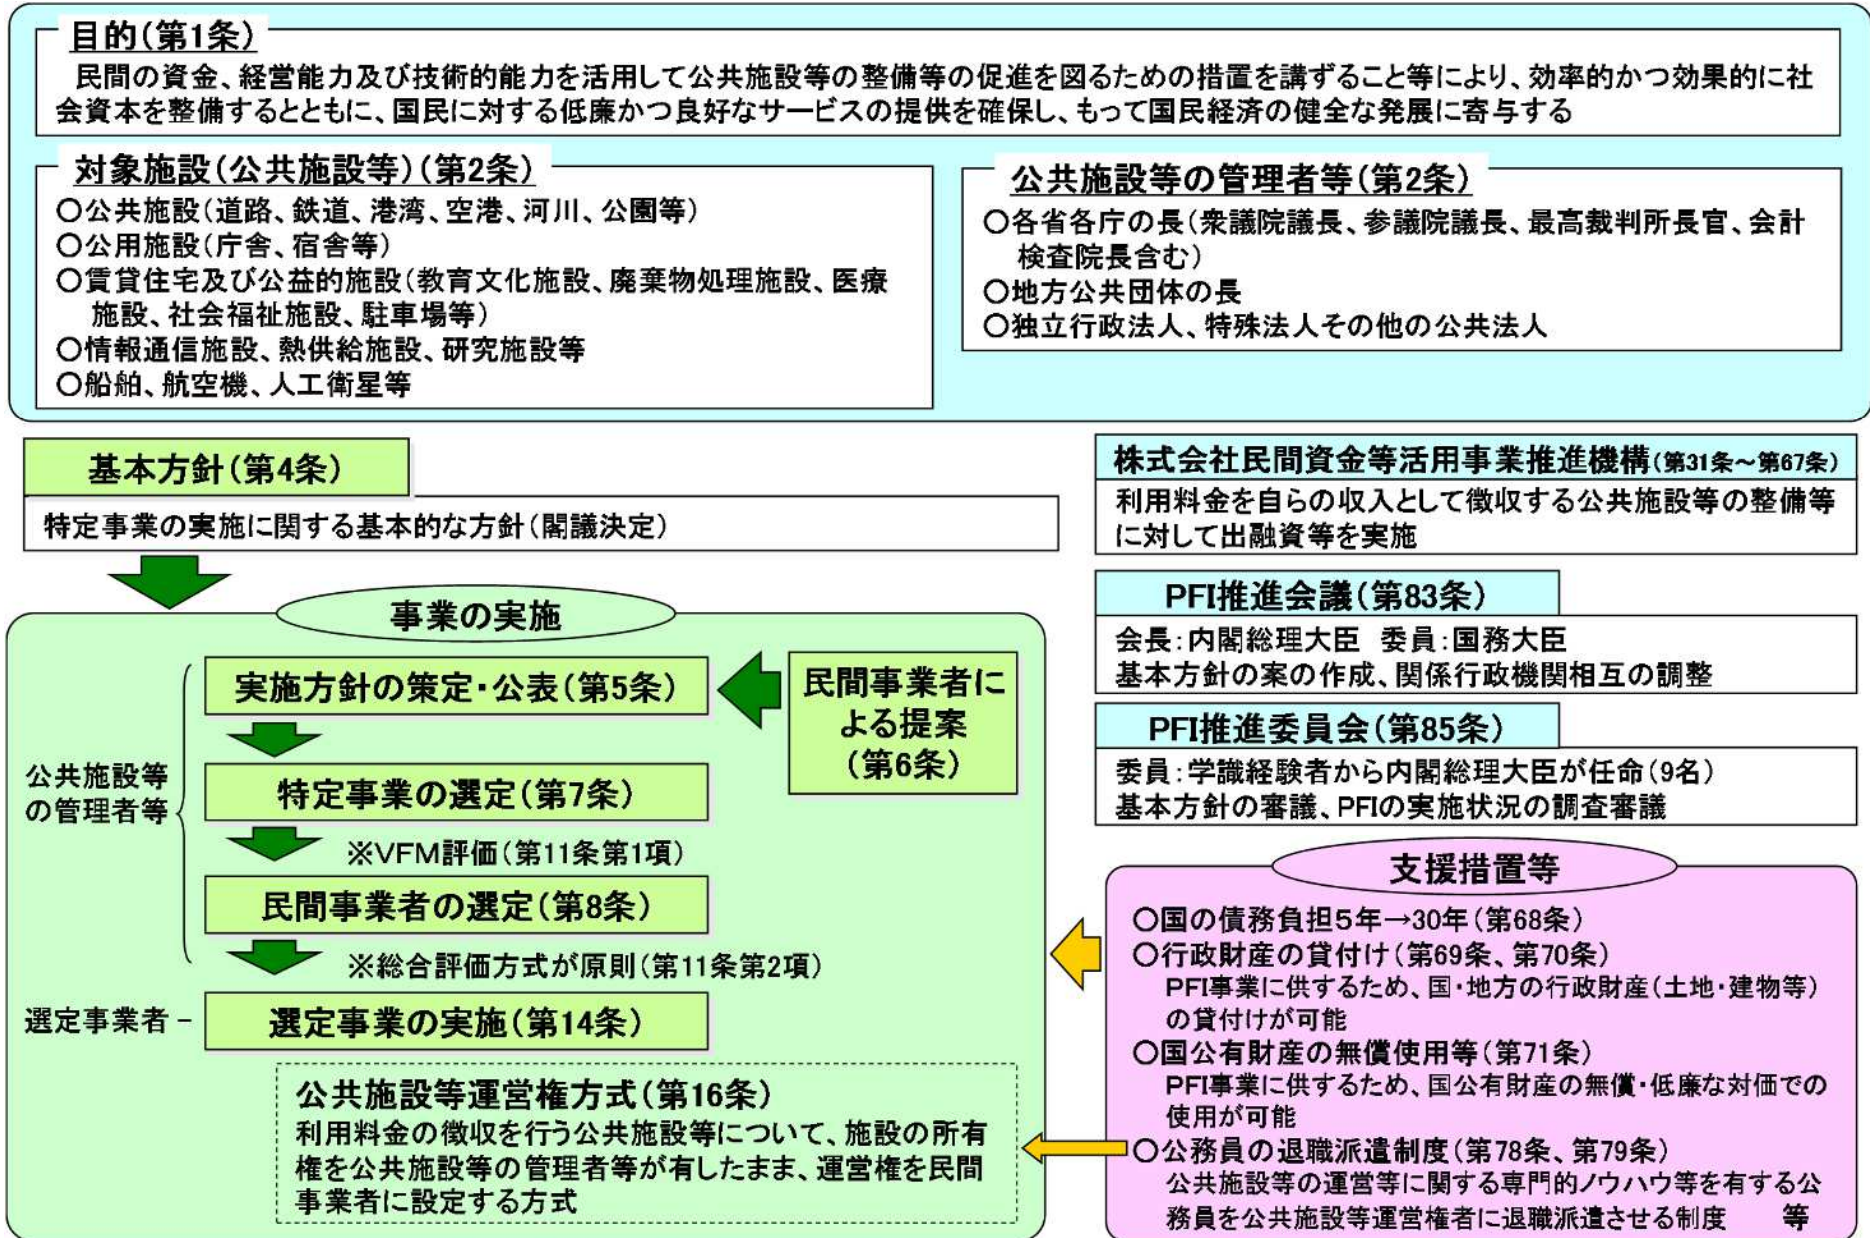 目的(第1条)
民間の資金、経営能力及び技術的能力を活用して公共施設等の整備等の促進を図るための措置を講ずること等により、効率的かつ効果的に社
会資本を整備するとともに、国民に対する低廉かつ良好なサービスの提供を確保し、もって国民経済の健全な発展に寄与する
対象施設(公共施設等)(第2条)
○公共施設(道路、鉄道、港湾、空港、河川、公園等)
○公用施設(庁舎、宿舎等)
○賃貸住宅及び公益的施設(教育文化施設、廃棄物処理施設、医療
施設、社会福祉施設、駐車場等)
○情報通信施設、熱供給施設、研究施設等
○船舶、航空機、人工衛星等
公共施設等の管理者等(第2条)
○各省各庁の長(衆議院議長、参議院議長、最高裁判所長官、会計
検査院長含む)
○地方公共団体の長
○独立行政法人、特殊法人その他の公共法人
基本方針(第4条)
特定事業の実施に関する基本的な方針(閣議決定)
事業の実施
公共施設等
の管理者等
実施方針の策定・公表(第5条)
民間事業者に
よる提案
(第6条)
特定事業の選定(第7条)
※VFM評価(第11条第1項)
民間事業者の選定(第8条)
※総合評価方式が原則(第11条第2項)
選定事業者 -
選定事業の実施(第14条)
公共施設等運営権方式(第16条)
利用料金の徴収を行う公共施設等について、施設の所有
権を公共施設等の管理者等が有したまま、運営権を民間
事業者に設定する方式
株式会社民間資金等活用事業推進機構(第31条～第67条)
利用料金を自らの収入として徴収する公共施設等の整備等
に対して出融資等を実施
PFI推進会議(第83条)
会長:内閣総理大臣 委員:国務大臣
基本方針の案の作成、関係行政機関相互の調整
PFI推進委員会(第85条)
委員:学識経験者から内閣総理大臣が任命(9名)
基本方針の審議、PFIの実施状況の調査審議
支援措置等
○国の債務負担5年→30年(第68条)
○行政財産の貸付け(第69条、第70条)
PFI事業に供するため、国・地方の行政財産(土地・建物等)
の貸付けが可能
○国公有財産の無償使用等(第71条)
PFI事業に供するため、国公有財産の無償・低廉な対価での
使用が可能
○公務員の退職派遣制度(第78条、第79条)
公共施設等の運営等に関する専門的ノウハウ等を有する公
務員を公共施設等運営権者に退職派遣させる制度 等